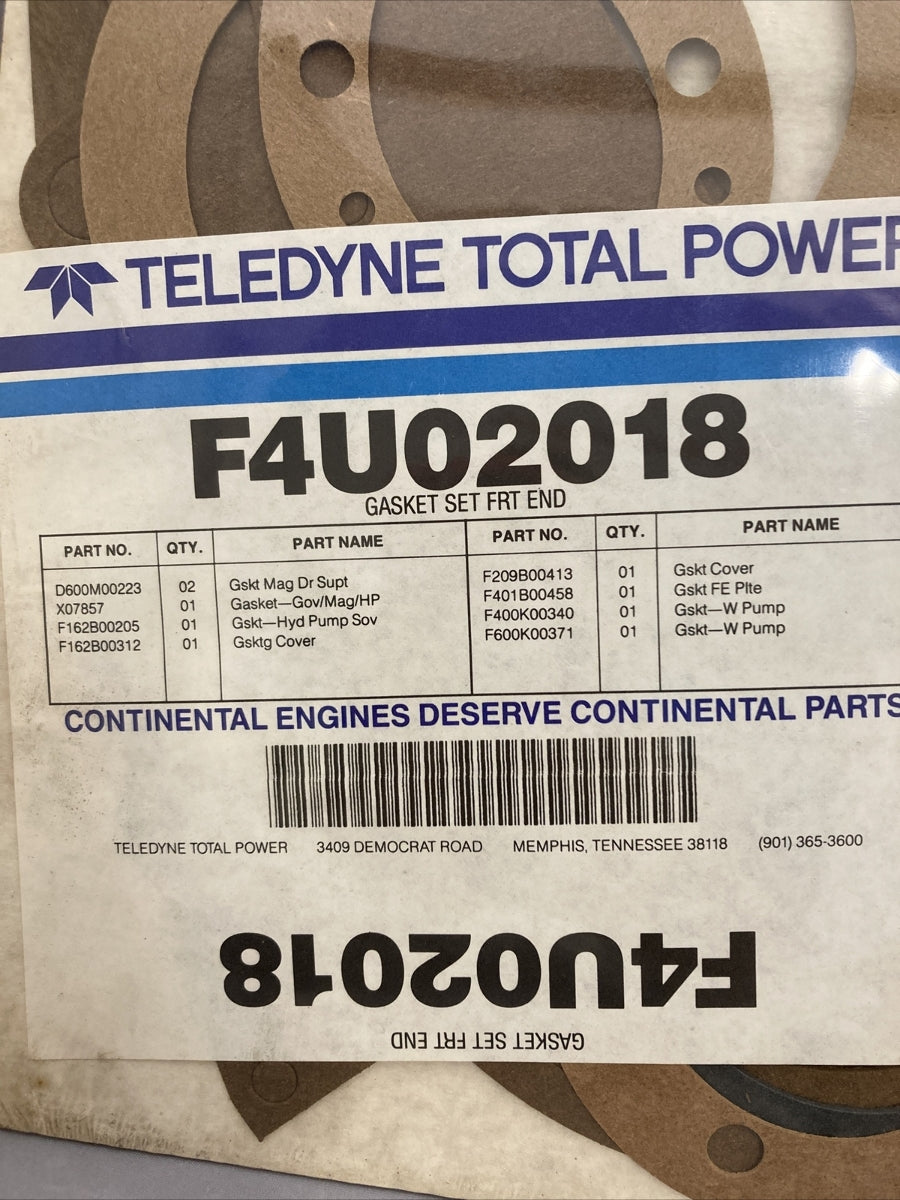 TELEDYNE TOTAL POWER
F4U02018
GASKET SET FRT END
PART NO. QTY. PART NAME PART NO. QTY. PART NAME
D600M00223 02 Gskt Mag Dr Supt F209B00413 01 Gskt Cover
X07857 01 Gasket—Gov/Mag/HP F401B00458 01 Gskt FE Plte
F162B00205 01 Gskt—Hyd Pump Sov F400K00340 01 Gskt—W Pump
F162B00312 01 Gsktg Cover F600K00371 01 Gskt—W Pump
CONTINENTAL ENGINES DESERVE CONTINENTAL PARTS
TELEDYNE TOTAL POWER 3409 DEMOCRAT ROAD MEMPHIS, TENNESSEE 38118 (901) 365-3600
F4U02018
GASKET SET FRT END